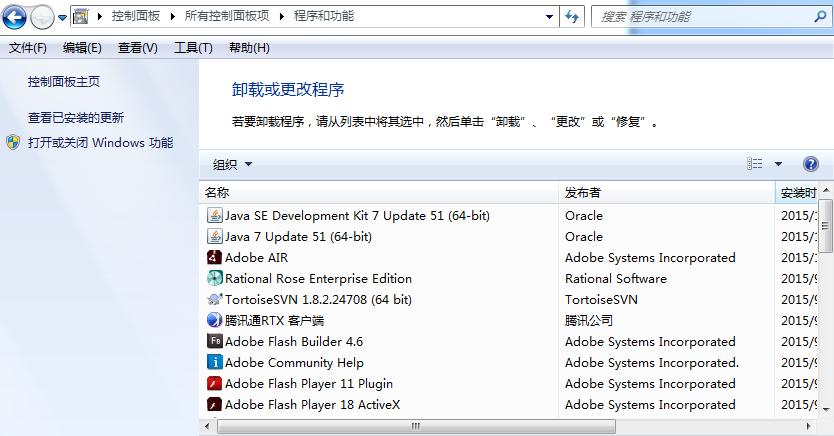 控制面板 ▸ 所有控制面板项 ▸ 程序和功能 搜索 程序和功能
文件(F) 编辑(E) 查看(V) 工具(T) 帮助(H)
控制面板主页
查看已安装的更新
打开或关闭 Windows 功能
卸载或更改程序
若要卸载程序，请从列表中将其选中，然后单击“卸载”、“更改”或“修复”。
组织
名称 发布者 安装时
Java SE Development Kit 7 Update 51 (64-bit) Oracle 2015/1
Java 7 Update 51 (64-bit) Oracle 2015/1
Adobe AIR Adobe Systems Incorporated 2015/1
Rational Rose Enterprise Edition Rational Software 2015/9
TortoiseSVN 1.8.2.24708 (64 bit) TortoiseSVN 2015/9
腾讯通RTX 客户端 腾讯公司 2015/9
Fb Adobe Flash Builder 4.6 Adobe Systems Incorporated 2015/9
Adobe Community Help Adobe Systems Incorporated. 2015/9
Adobe Flash Player 11 Plugin Adobe Systems Incorporated 2015/9
Adobe Flash Player 18 ActiveX Adobe Systems Incorporated 2015/9